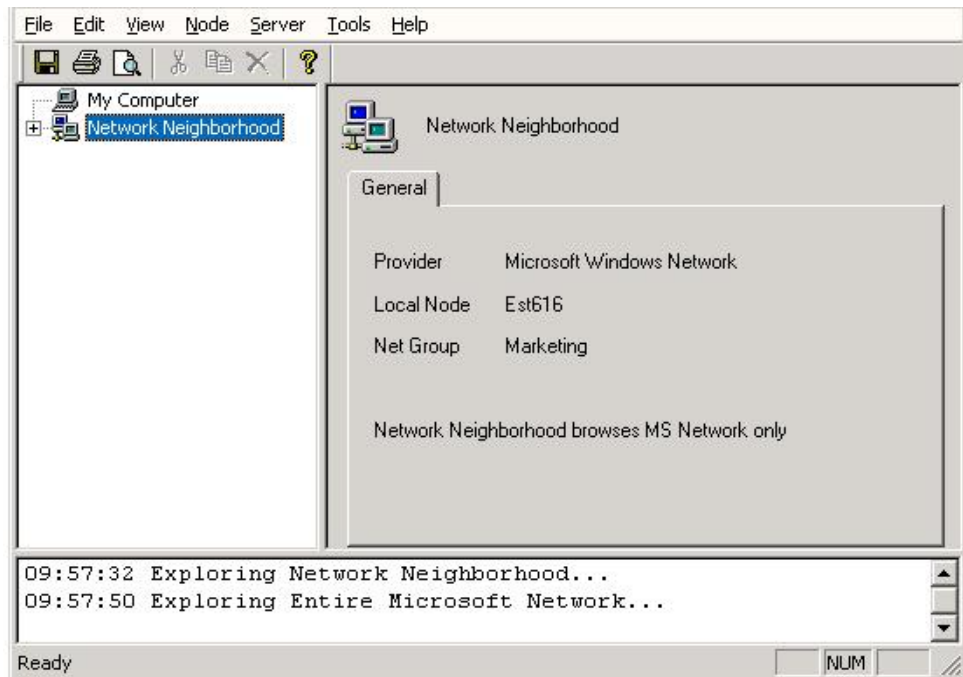 File Edit View Node Server Tools Help
My Computer
Network Neighborhood
Network Neighborhood
General
Provider Microsoft Windows Network
Local Node Est616
Net Group Marketing
Network Neighborhood browses MS Network only
09:57:32 Exploring Network Neighborhood...
09:57:50 Exploring Entire Microsoft Network...
Ready NUM